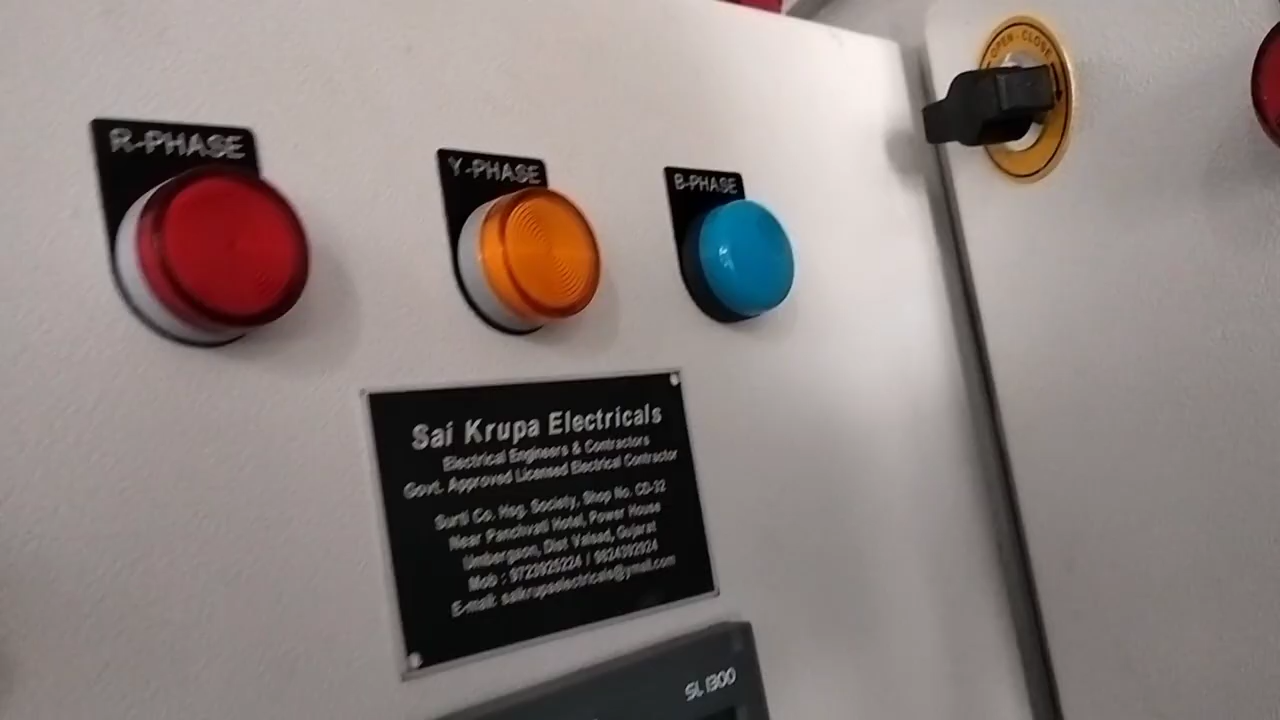 OPEN - CLOSE
R-PHASE
Y-PHASE
B-PHASE
Sai Krupa Electricals
Electrical Engineers & Contractors
Govt. Approved Licensed Electrical Contractor
Surti Co. Hsg. Society, Shop No. CD-32
Near Panchvati Hotel, Power House
Umbergaon, Dist. Valsad, Gujarat
Mob :
E-mail: saikrupaelectricals@ymail.com
SL 1300